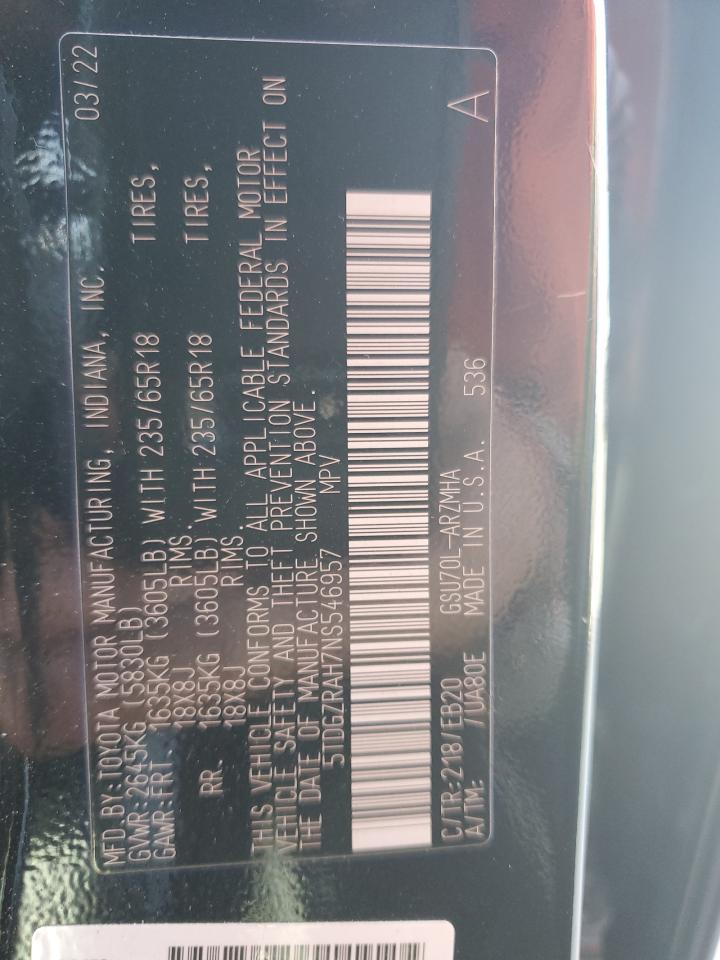 MFD BY:TOYOTA MOTOR MANUFACTURING, INDIANA, INC. 03/22
GVWR:2645KG (5830LB)
GAWR:FRT. 1635KG (3605LB) WITH 235/65R18 TIRES,
18X8J RIMS.
RR. 1635KG (3605LB) WITH 235/65R18 TIRES,
18X8J RIMS.
THIS VEHICLE CONFORMS TO ALL APPLICABLE FEDERAL MOTOR
VEHICLE SAFETY AND THEFT PREVENTION STANDARDS IN EFFECT ON
THE DATE OF MANUFACTURE SHOWN ABOVE.
5TDGZRAH7NS546957 MPV
C/TR:218/EB20 GSU70L-ARZMHA
A/TM: /UA80E MADE IN U.S.A. 536 A